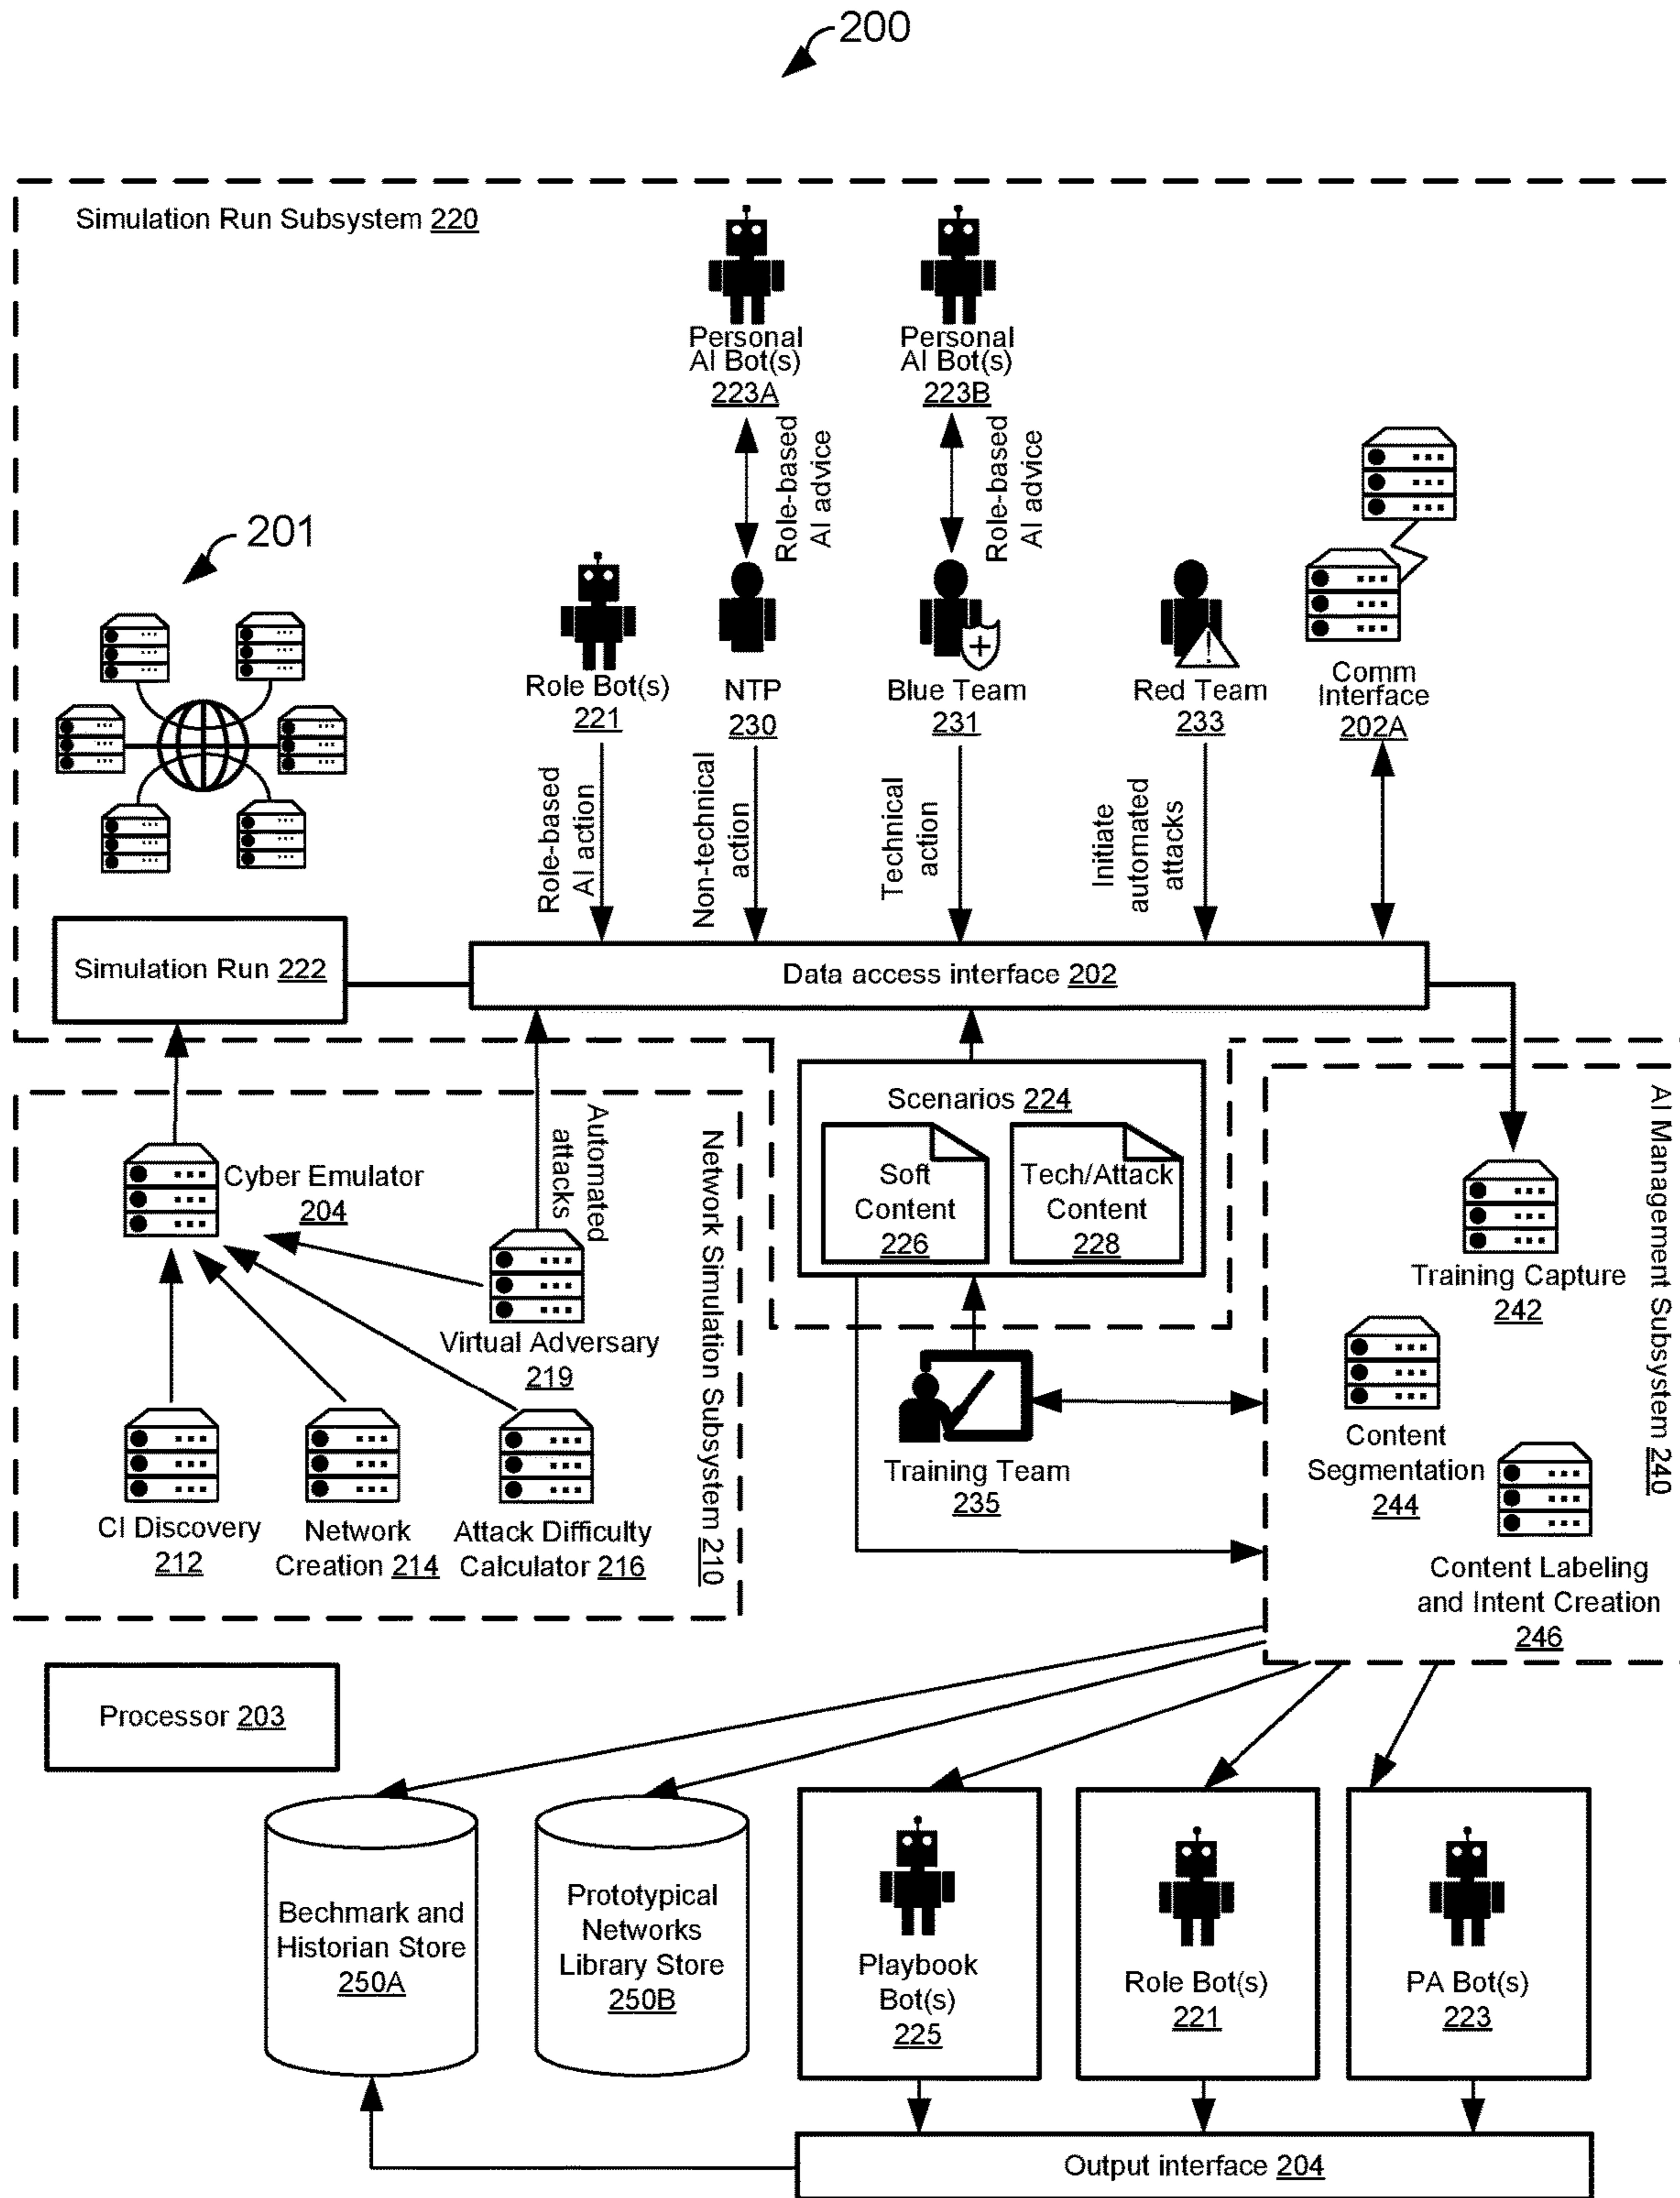 200
Simulation Run Subsystem 220
Personal
AI Bot(s)
223A
Personal
AI Bot(s)
223B
Role-based
AI advice
Role-based
AI advice
201
Role Bot(s)
221
NTP
230
Blue Team
231
Red Team
233
Comm
Interface
202A
Role-based
AI action
Non-technical
action
Technical
action
Initiate
automated
attacks
Simulation Run 222
Data access interface 202
Network Simulation Subsystem 210
Automated
attacks
Cyber Emulator
204
Virtual Adversary
219
CI Discovery
212
Network
Creation 214
Attack Difficulty
Calculator 216
Scenarios 224
Soft
Content
226
Tech/Attack
Content
228
Training Team
235
AI Management Subsystem 240
Training Capture
242
Content
Segmentation
244
Content Labeling
and Intent Creation
246
Processor 203
Bechmark and
Historian Store
250A
Prototypical
Networks
Library Store
250B
Playbook
Bot(s)
225
Role Bot(s)
221
PA Bot(s)
223
Output interface 204